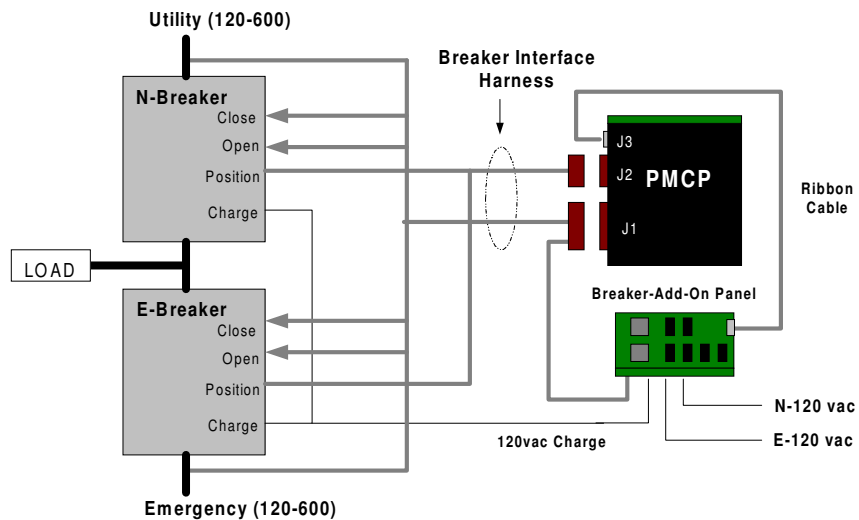 Utility (120-600)
N-Breaker
Close
Open
Position
Charge
LOAD
E-Breaker
Close
Open
Position
Charge
Emergency (120-600)
Breaker Interface
Harness
J3
J2
PMCP
J1
Ribbon
Cable
Breaker-Add-On Panel
120vac Charge
N-120 vac
E-120 vac